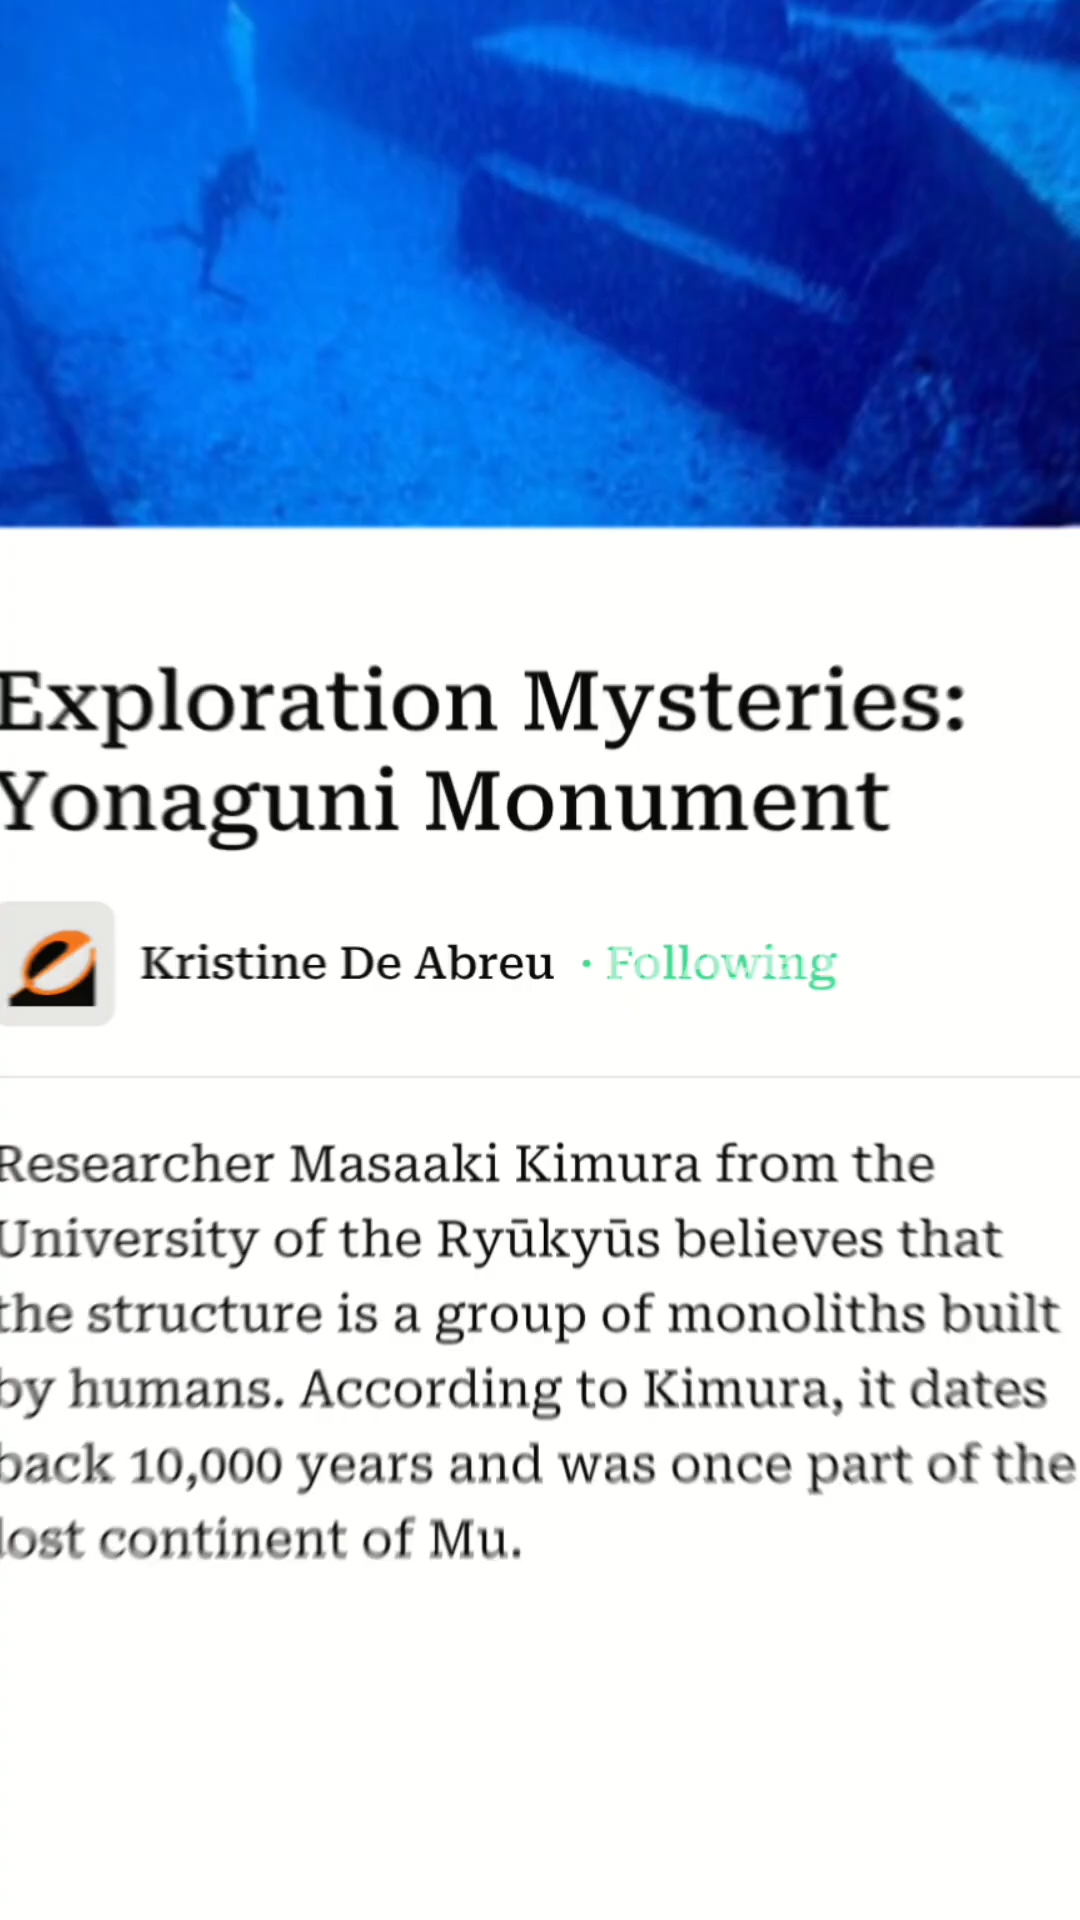 Exploration Mysteries:
Yonaguni Monument
Kristine De Abreu · Following
Researcher Masaaki Kimura from the
University of the Ryūkyūs believes that
the structure is a group of monoliths built
by humans. According to Kimura, it dates
back 10,000 years and was once part of the
lost continent of Mu.